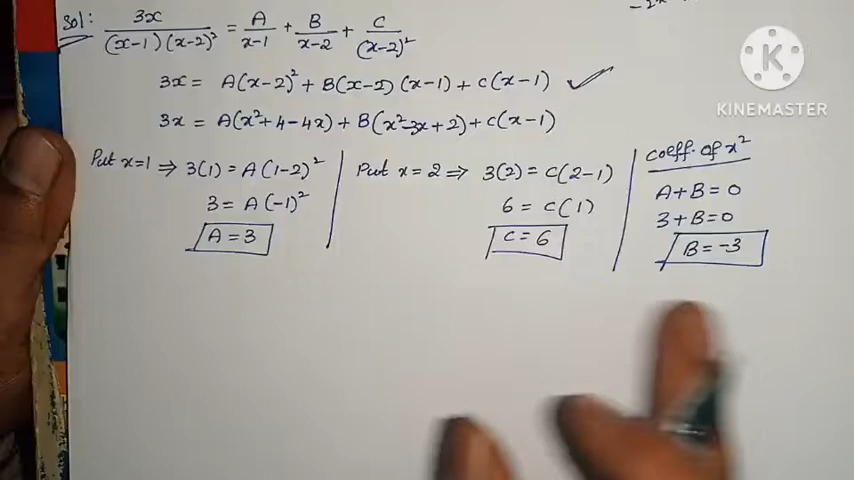 Sol: 3x / (x-1)(x-2)² = A / x-1 + B / x-2 + C / (x-2)²
3x = A(x-2)² + B(x-2)(x-1) + C(x-1) ✓
3x = A(x²+4-4x) + B(x²-3x+2) + C(x-1)
Put x=1 ⇒ 3(1) = A(1-2)²
3 = A(-1)²
A = 3
Put x = 2 ⇒ 3(2) = C(2-1)
6 = C(1)
C = 6
coeff. of x²
A+B = 0
3+B = 0
B = -3
K
KINEMASTER